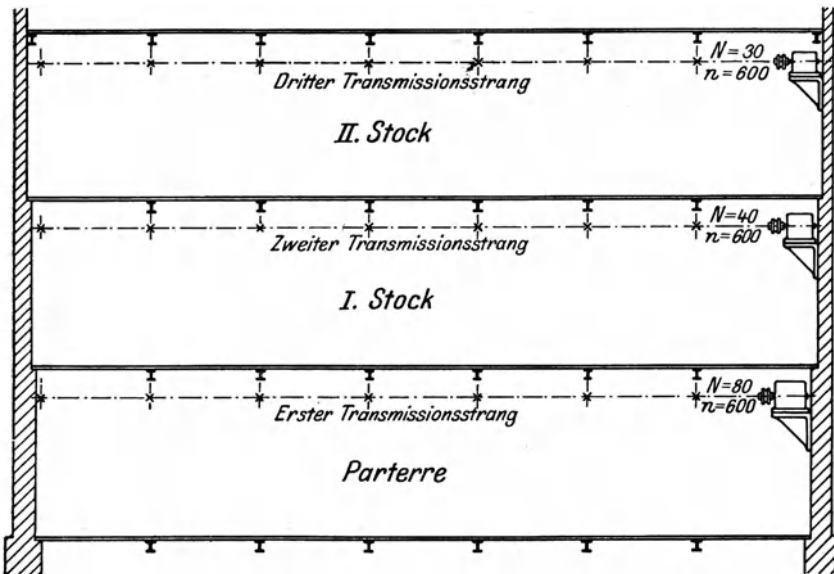 N=30
n=600
Dritter Transmissionsstrang
II. Stock
N=40
n=600
Zweiter Transmissionsstrang
I. Stock
N=80
n=600
Erster Transmissionsstrang
Parterre